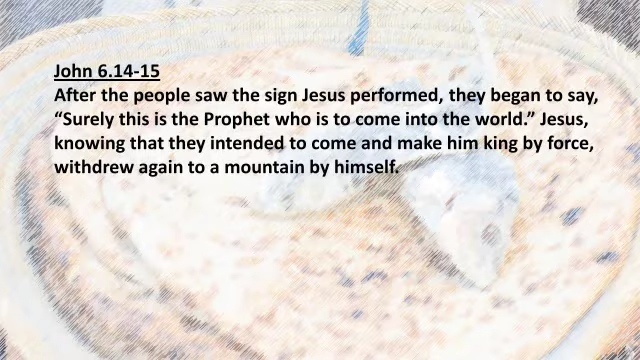 John 6.14-15
After the people saw the sign Jesus performed, they began to say,
“Surely this is the Prophet who is to come into the world.” Jesus,
knowing that they intended to come and make him king by force,
withdrew again to a mountain by himself.